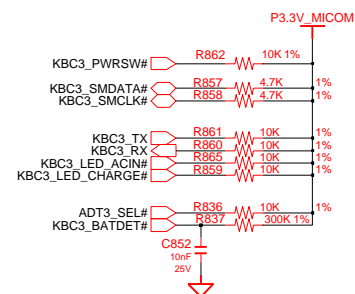 P3.3V_MICOM
KBC3_PWRSW# R862 10K 1%
KBC3_SMDATA# R857 4.7K 1%
KBC3_SMCLK# R858 4.7K 1%
KBC3_TX R861 10K 1%
KBC3_RX R860 10K 1%
KBC3_LED_ACIN# R865 10K 1%
KBC3_LED_CHARGE# R859 10K 1%
ADT3_SEL# R836 10K 1%
KBC3_BATDET# R837 300K 1%
C852
10nF
25V